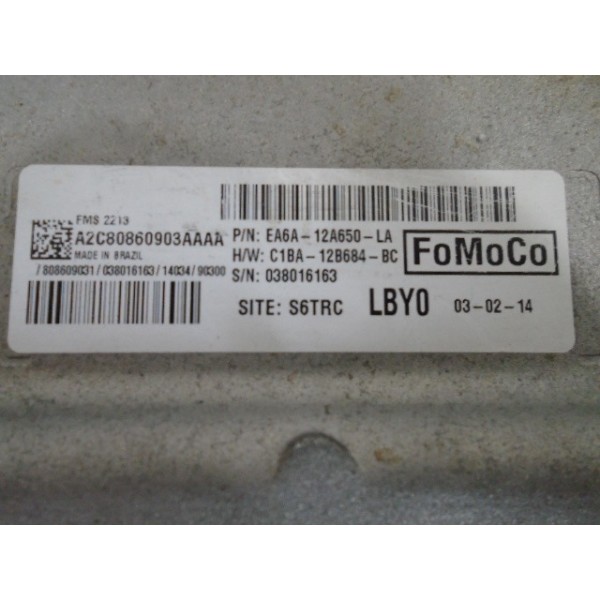 FMS 2213
A2C80860903AAAA
MADE IN BRAZIL
/ 808609031 / 038016163 / 14034 / 90300
P/N: EA6A-12A650-LA
H/W: C1BA-12B684-BC
S/N: 038016163
FoMoCo
SITE: S6TRC LBY0 03-02-14